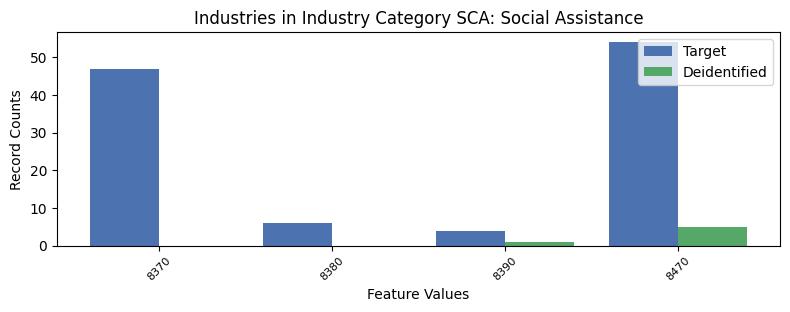 Industries in Industry Category SCA: Social Assistance
Target
Deidentified
Record Counts
50
40
30
20
10
0
8370
8380
8390
8470
Feature Values